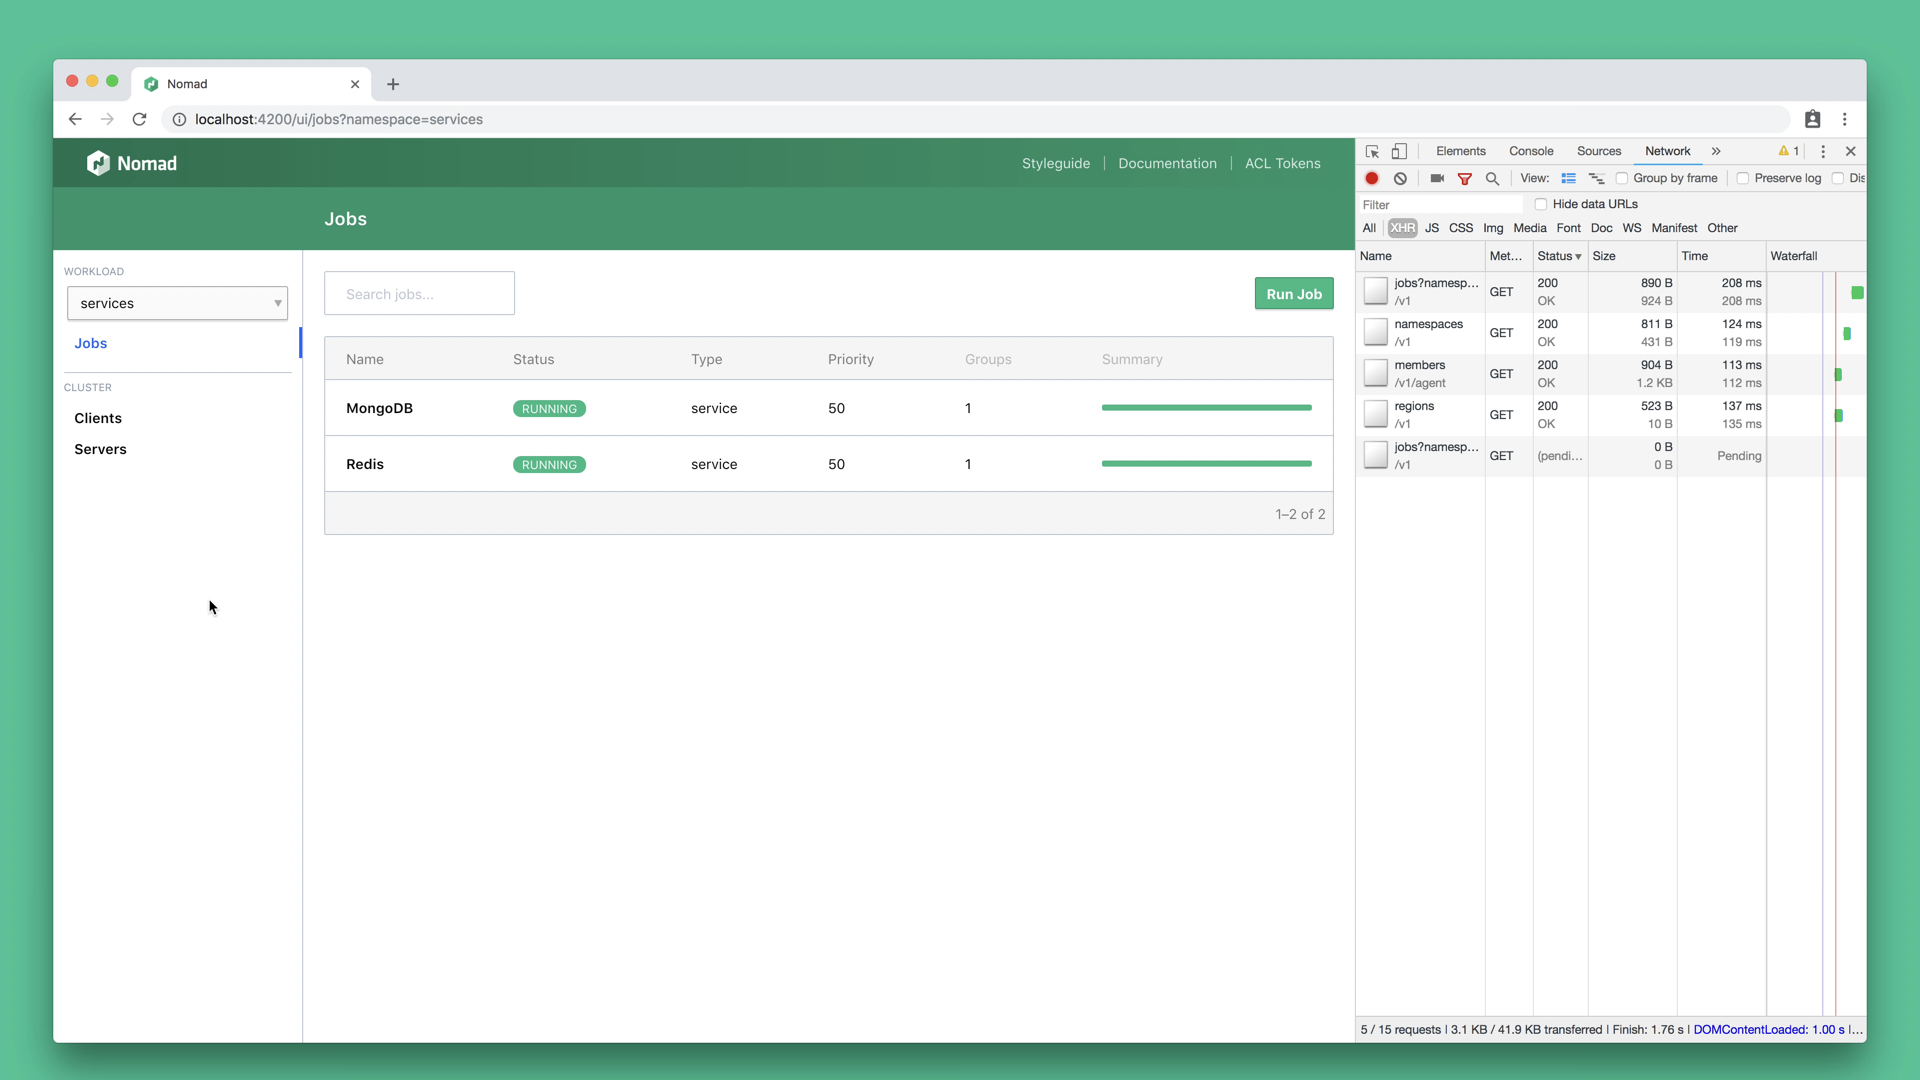 Nomad
localhost:4200/ui/jobs?namespace=services
Nomad
Styleguide
Documentation
ACL Tokens
Jobs
WORKLOAD
services
Jobs
CLUSTER
Clients
Servers
Search jobs...
Run Job
Name Status Type Priority Groups Summary
MongoDB RUNNING service 50 1
Redis RUNNING service 50 1
1–2 of 2
Elements Console Sources Network » 1
View: Group by frame Preserve log Dis
Filter Hide data URLs
All XHR JS CSS Img Media Font Doc WS Manifest Other
Name Met... Status Size Time Waterfall
jobs?namesp... 200 890 B 208 ms
/v1 GET OK 924 B 208 ms
namespaces 200 811 B 124 ms
/v1 GET OK 431 B 119 ms
members 200 904 B 113 ms
/v1/agent GET OK 1.2 KB 112 ms
regions 200 523 B 137 ms
/v1 GET OK 10 B 135 ms
jobs?namesp... GET (pendi... 0 B Pending
/v1 0 B
5 / 15 requests | 3.1 KB / 41.9 KB transferred | Finish: 1.76 s | DOMContentLoaded: 1.00 s |...